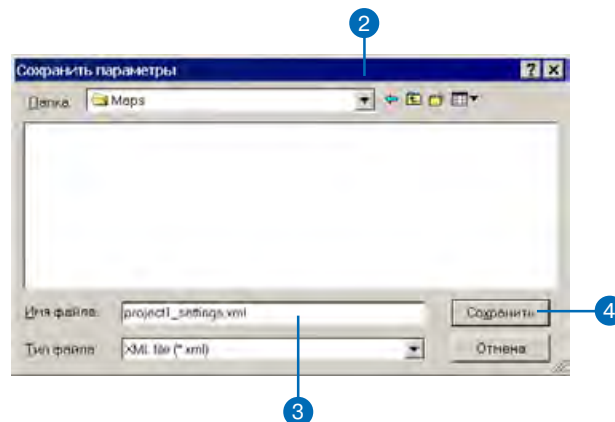 2
Сохранить параметры
Папка: Maps
Имя файла: project1_settings.xml
Сохранить
4
Тип файла: XML file (*.xml)
Отмена
3